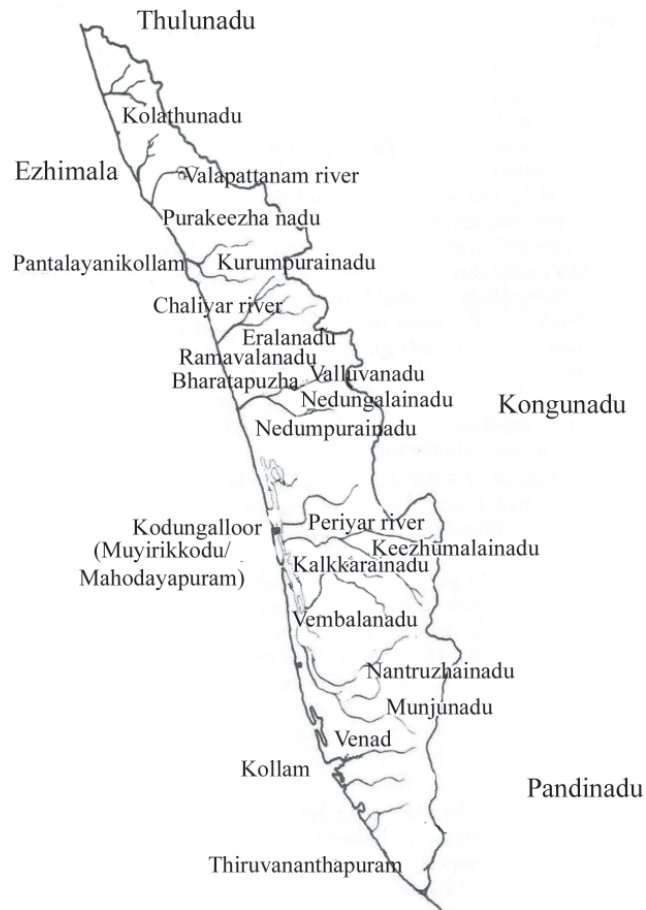 Thulunadu
Kolathunadu
Ezhimala
Valapattanam river
Purakeezha nadu
Pantalayanikollam
Kurumpurainadu
Chaliyar river
Eralanadu
Ramavalanadu
Valluvanadu
Bharatapuzha
Nedungalainadu
Kongunadu
Nedumpurainadu
Periyar river
Kodungalloor
(Muyirikkodu/
Mahodayapuram)
Keezhumalainadu
Kalkkarainadu
Vembalanadu
Nantruzhainadu
Munjunadu
Venad
Kollam
Pandinadu
Thiruvananthapuram